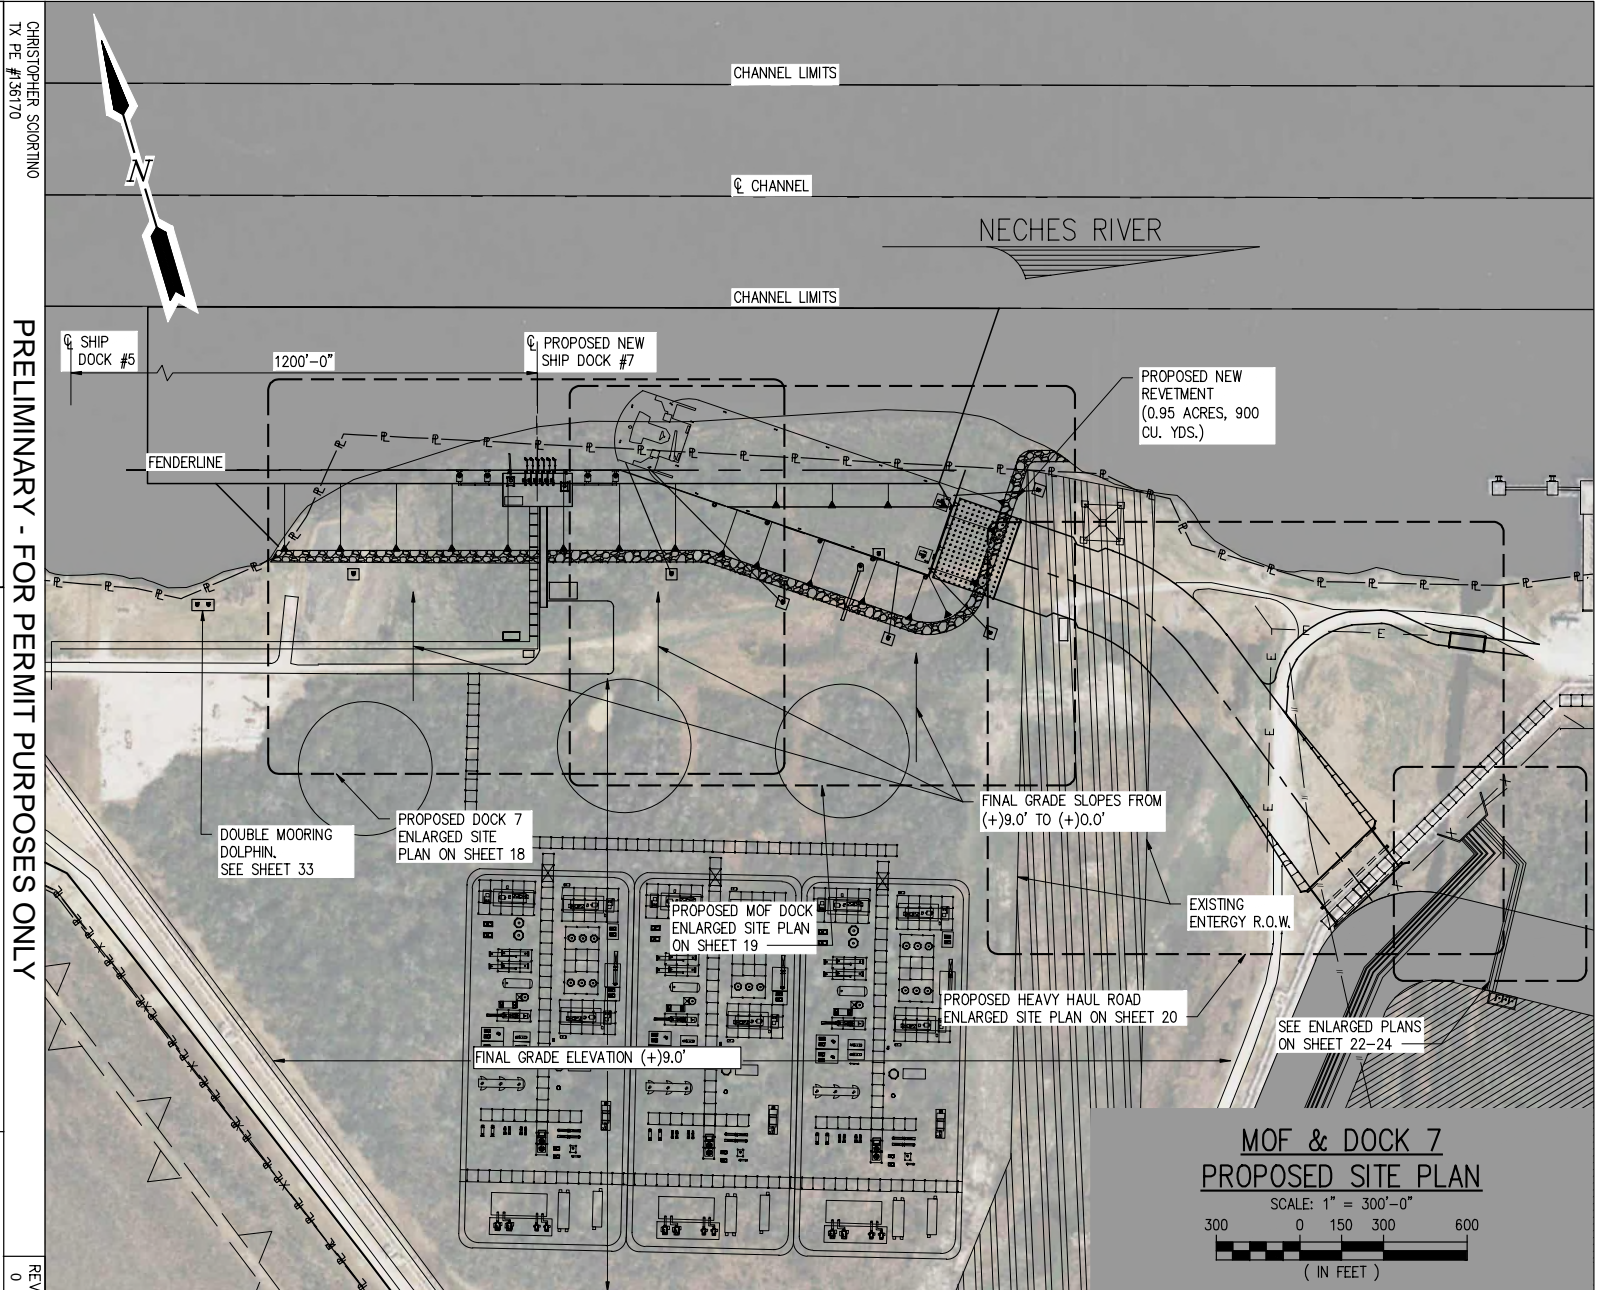 CHRISTOPHER SCIORTINO
TX PE #136170
PRELIMINARY - FOR PERMIT PURPOSES ONLY
REV
0
N
CHANNEL LIMITS
℄ CHANNEL
NECHES RIVER
CHANNEL LIMITS
℄ SHIP
DOCK #5
1200'-0"
℄ PROPOSED NEW
SHIP DOCK #7
PROPOSED NEW
REVETMENT
(0.95 ACRES, 900
CU. YDS.)
FENDERLINE
DOUBLE MOORING
DOLPHIN.
SEE SHEET 33
PROPOSED DOCK 7
ENLARGED SITE
PLAN ON SHEET 18
FINAL GRADE SLOPES FROM
(+)9.0' TO (+)0.0'
PROPOSED MOF DOCK
ENLARGED SITE PLAN
ON SHEET 19
EXISTING
ENTERGY R.O.W.
PROPOSED HEAVY HAUL ROAD
ENLARGED SITE PLAN ON SHEET 20
SEE ENLARGED PLANS
ON SHEET 22-24
FINAL GRADE ELEVATION (+)9.0'
MOF & DOCK 7
PROPOSED SITE PLAN
SCALE: 1" = 300'-0"
300 0 150 300 600
( IN FEET )